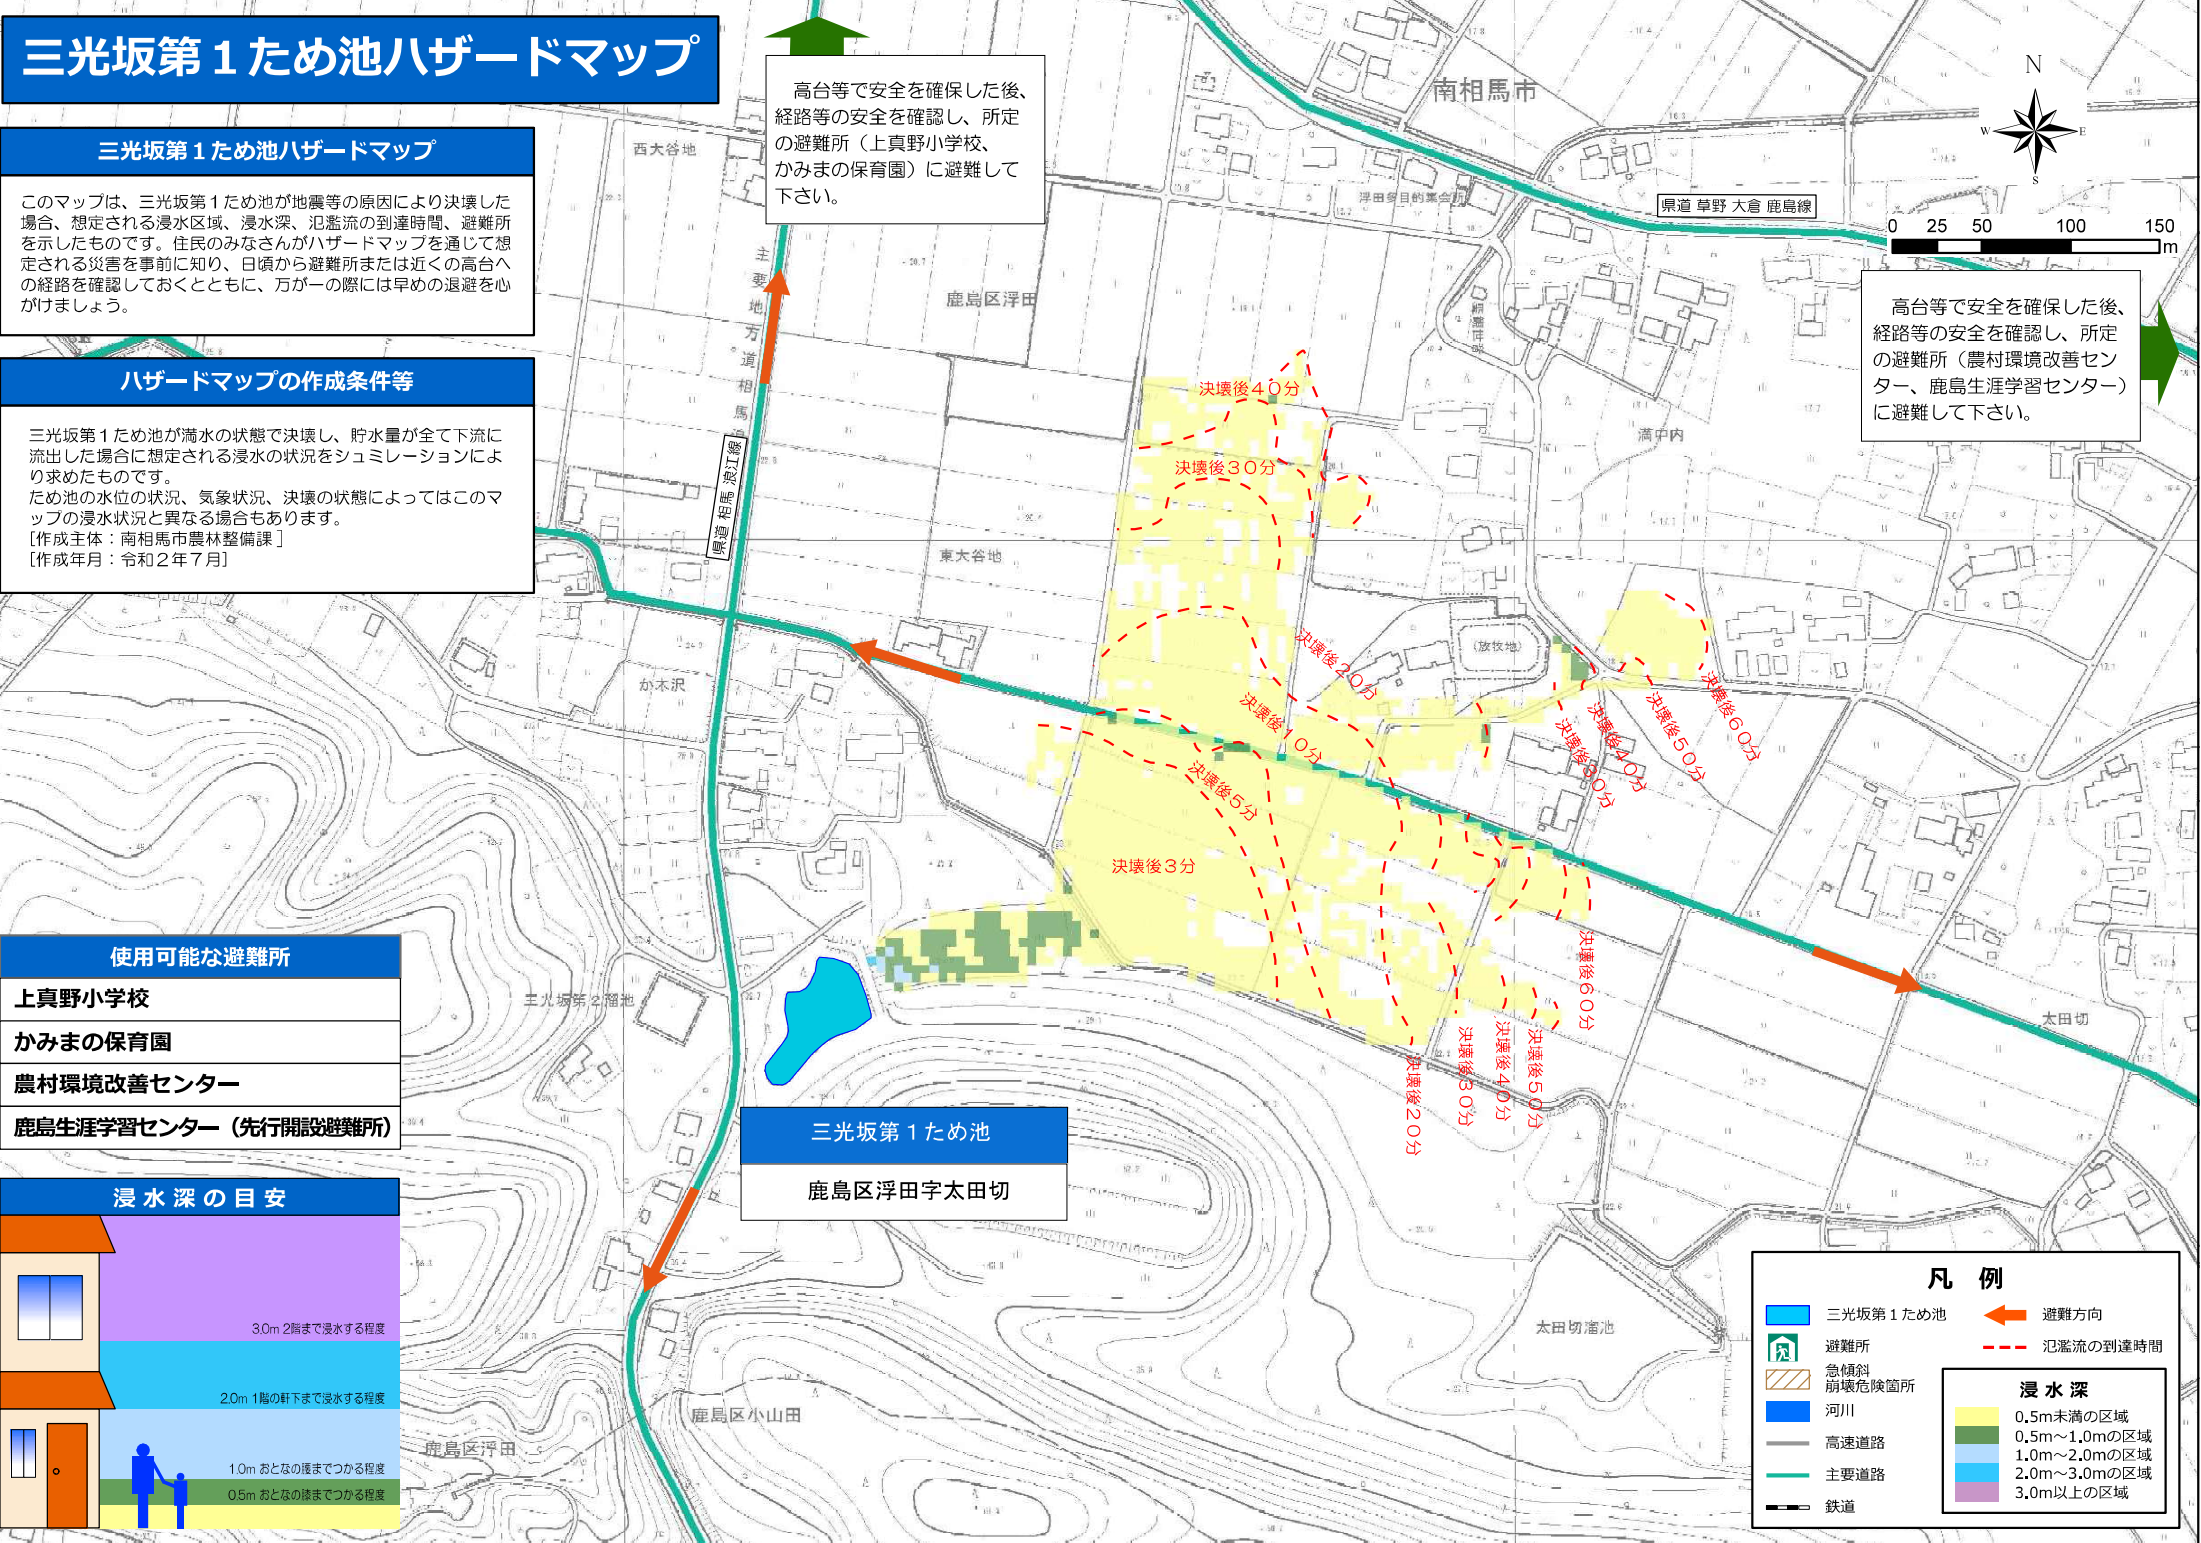 三光坂第１ため池ハザードマップ
三光坂第１ため池ハザードマップ
このマップは、三光坂第１ため池が地震等の原因により決壊した
場合、想定される浸水区域、浸水深、氾濫流の到達時間、避難所
を示したものです。住民のみなさんがハザードマップを通じて想
定される災害を事前に知り、日頃から避難所または近くの高台へ
の経路を確認しておくとともに、万が一の際には早めの退避を心
がけましょう。
ハザードマップの作成条件等
三光坂第１ため池が満水の状態で決壊し、貯水量が全て下流に
流出した場合に想定される浸水の状況をシュミレーションによ
り求めたものです。
ため池の水位の状況、気象状況、決壊の状態によってはこのマ
ップの浸水状況と異なる場合もあります。
[作成主体：南相馬市農林整備課]
[作成年月：令和２年７月]
高台等で安全を確保した後、
経路等の安全を確認し、所定
の避難所（上真野小学校、
かみまの保育園）に避難して
下さい。
南相馬市
N
W
E
S
0 25 50 100 150
m
県道 草野 大倉 鹿島線
高台等で安全を確保した後、
経路等の安全を確認し、所定
の避難所（農村環境改善セン
ター、鹿島生涯学習センター）
に避難して下さい。
西大谷地
浮田多目的集会所
鹿島区浮田
主要地方道相馬
県道 相馬 浪江線
東大谷地
満中内
(放牧地)
か木沢
決壊後４０分
決壊後３０分
決壊後２０分
決壊後１０分
決壊後５分
決壊後３分
決壊後３０分
決壊後４０分
決壊後５０分
決壊後６０分
決壊後６０分
決壊後５０分
決壊後４０分
決壊後３０分
決壊後２０分
太田切
三光坂第２溜池
使用可能な避難所
上真野小学校
かみまの保育園
農村環境改善センター
鹿島生涯学習センター（先行開設避難所）
三光坂第１ため池
鹿島区浮田字太田切
浸水深の目安
3.0m 2階まで浸水する程度
2.0m 1階の軒下まで浸水する程度
1.0m おとなの腰までつかる程度
0.5m おとなの膝までつかる程度
鹿島区小山田
鹿島区浮田
太田切溜池
凡 例
三光坂第１ため池
避難方向
避難所
氾濫流の到達時間
急傾斜
崩壊危険箇所
河川
高速道路
主要道路
鉄道
浸水深
0.5m未満の区域
0.5m～1.0mの区域
1.0m～2.0mの区域
2.0m～3.0mの区域
3.0m以上の区域